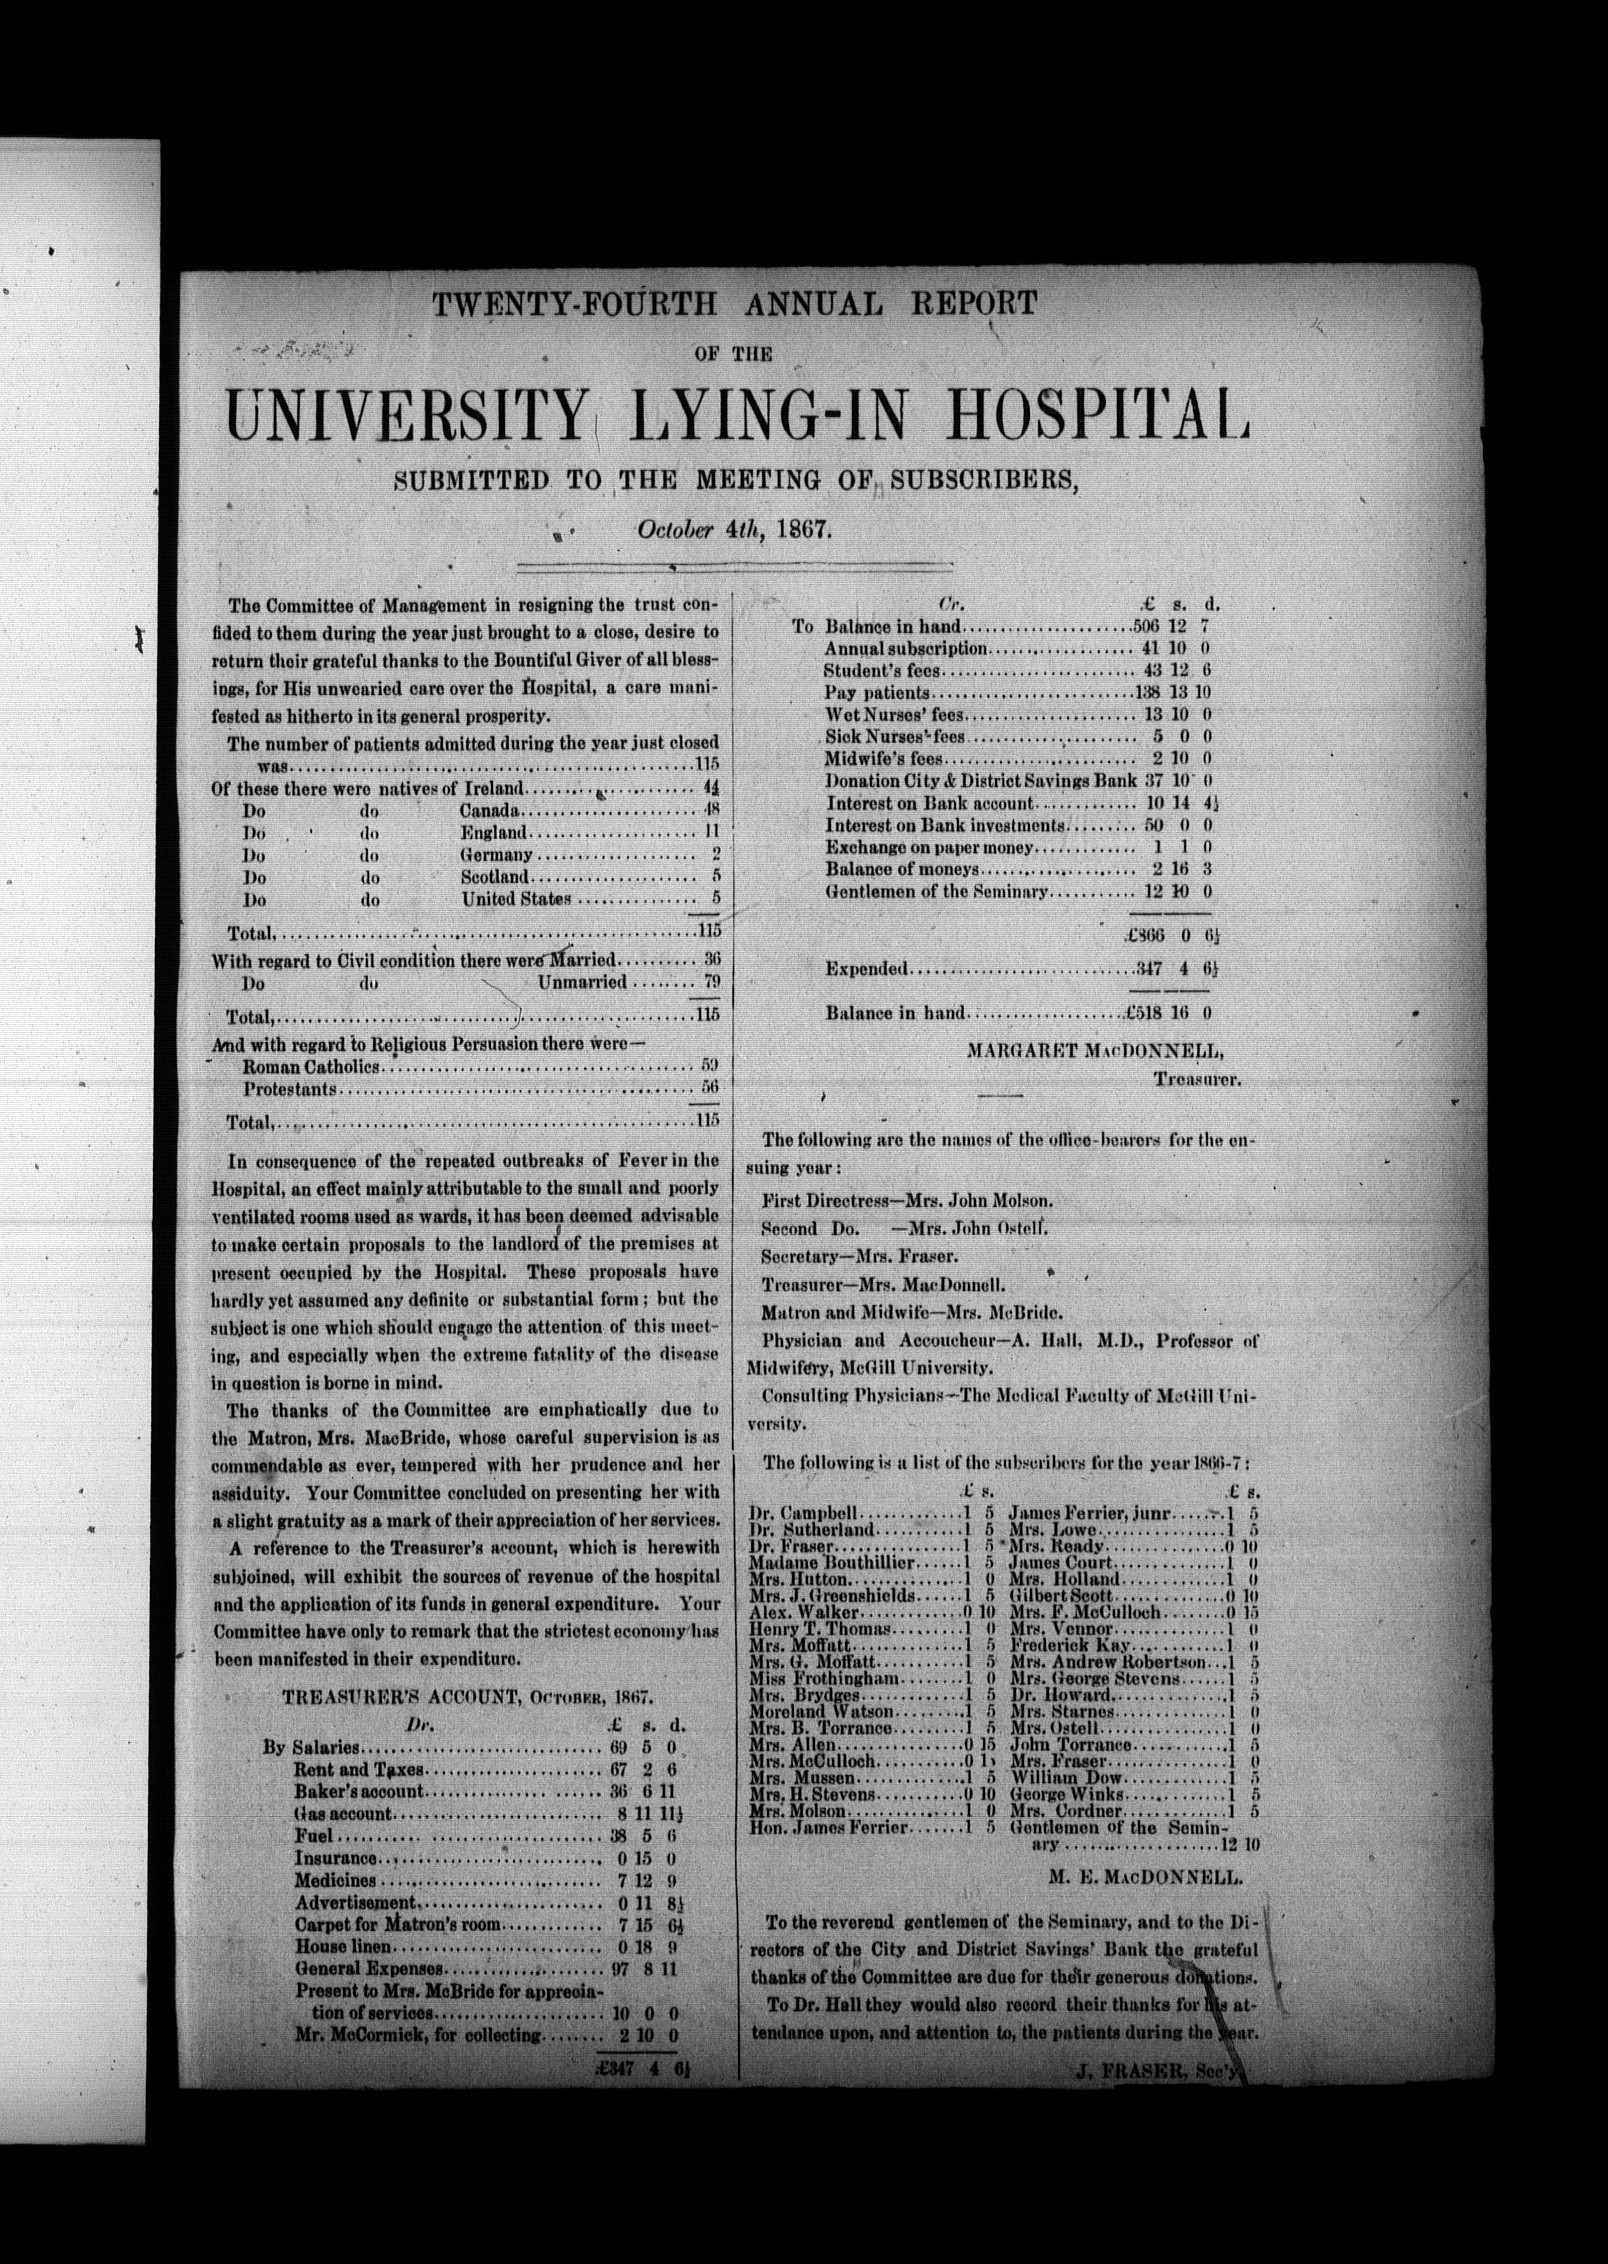 TWENTY-FOURTH ANNUAL REPORT
OF THE
UNIVERSITY LYING-IN HOSPITAL
SUBMITTED TO THE MEETING OF SUBSCRIBERS,
October 4th, 1867.
The Committee of Management in resigning the trust con-
fided to them during the year just brought to a close, desire to
return their grateful thanks to the Bountiful Giver of all bless-
ings, for His unwearied care over the Hospital, a care mani-
fested as hitherto in its general prosperity.
The number of patients admitted during the year just closed
was 115
Of these there were natives of Ireland 44
Do do Canada 48
Do do England 11
Do do Germany 2
Do do Scotland 5
Do do United States 5
Total, 115
With regard to Civil condition there were Married 36
Do do Unmarried 79
Total, 115
And with regard to Religious Persuasion there were—
Roman Catholics 59
Protestants 56
Total, 115
In consequence of the repeated outbreaks of Fever in the
Hospital, an effect mainly attributable to the small and poorly
ventilated rooms used as wards, it has been deemed advisable
to make certain proposals to the landlord of the premises at
present occupied by the Hospital. These proposals have
hardly yet assumed any definite or substantial form; but the
subject is one which should engage the attention of this meet-
ing, and especially when the extreme fatality of the disease
in question is borne in mind.
The thanks of the Committee are emphatically due to
the Matron, Mrs. MacBride, whose careful supervision is as
commendable as ever, tempered with her prudence and her
assiduity. Your Committee concluded on presenting her with
a slight gratuity as a mark of their appreciation of her services.
A reference to the Treasurer's account, which is herewith
subjoined, will exhibit the sources of revenue of the hospital
and the application of its funds in general expenditure. Your
Committee have only to remark that the strictest economy has
been manifested in their expenditure.
TREASURER'S ACCOUNT, OCTOBER, 1867.
Dr. £ s. d.
By Salaries 69 5 0
Rent and Taxes 67 2 6
Baker's account 36 6 11
Gas account 8 11 11½
Fuel 38 5 6
Insurance 0 15 0
Medicines 7 12 9
Advertisement 0 11 8½
Carpet for Matron's room 7 15 6½
House linen 0 18 9
General Expenses 97 8 11
Present to Mrs. McBride for apprecia-
tion of services 10 0 0
Mr. McCormick, for collecting 2 10 0
£347 4 6½
Cr. £ s. d.
To Balance in hand 506 12 7
Annual subscription 41 10 0
Student's fees 43 12 6
Pay patients 138 13 10
Wet Nurses' fees 13 10 0
Sick Nurses' fees 5 0 0
Midwife's fees 2 10 0
Donation City & District Savings Bank 37 10 0
Interest on Bank account 10 14 4½
Interest on Bank investments 50 0 0
Exchange on paper money 1 1 0
Balance of moneys 2 16 3
Gentlemen of the Seminary 12 10 0
£866 0 6½
Expended 347 4 6½
Balance in hand £518 16 0
MARGARET MACDONNELL,
Treasurer.
The following are the names of the office-bearers for the en-
suing year:
First Directress—Mrs. John Molson.
Second Do. —Mrs. John Ostell.
Secretary—Mrs. Fraser.
Treasurer—Mrs. MacDonnell.
Matron and Midwife—Mrs. McBride.
Physician and Accoucheur—A. Hall, M.D., Professor of
Midwifery, McGill University.
Consulting Physicians—The Medical Faculty of McGill Uni-
versity.
The following is a list of the subscribers for the year 1866-7:
£ s. £ s.
Dr. Campbell 1 5 James Ferrier, junr 1 5
Dr. Sutherland 1 5 Mrs. Lowe 1 5
Dr. Fraser 1 5 Mrs. Ready 0 10
Madame Bouthillier 1 5 James Court 1 0
Mrs. Hutton 1 0 Mrs. Holland 1 0
Mrs. J. Greenshields 1 5 Gilbert Scott 0 10
Alex. Walker 0 10 Mrs. F. McCulloch 0 15
Henry T. Thomas 1 0 Mrs. Vennor 1 0
Mrs. Moffatt 1 5 Frederick Kay 1 0
Mrs. G. Moffatt 1 5 Mrs. Andrew Robertson 1 5
Miss Frothingham 1 0 Mrs. George Stevens 1 5
Mrs. Brydges 1 5 Dr. Howard 1 5
Moreland Watson 1 5 Mrs. Starnes 1 0
Mrs. B. Torrance 1 5 Mrs. Ostell 1 0
Mrs. Allen 0 15 John Torrance 1 5
Mrs. McCulloch 0 Mrs. Fraser 1 0
Mrs. Mussen 1 5 William Dow 1 5
Mrs. H. Stevens 0 10 George Winks 1 5
Mrs. Molson 1 0 Mrs. Cordner 1 5
Hon. James Ferrier 1 5 Gentlemen of the Semin-
ary 12 10
M. E. MACDONNELL.
To the reverend gentlemen of the Seminary, and to the Di-
rectors of the City and District Savings' Bank the grateful
thanks of the Committee are due for their generous donations.
To Dr. Hall they would also record their thanks for his at-
tendance upon, and attention to, the patients during the year.
J. FRASER, Sec'y.